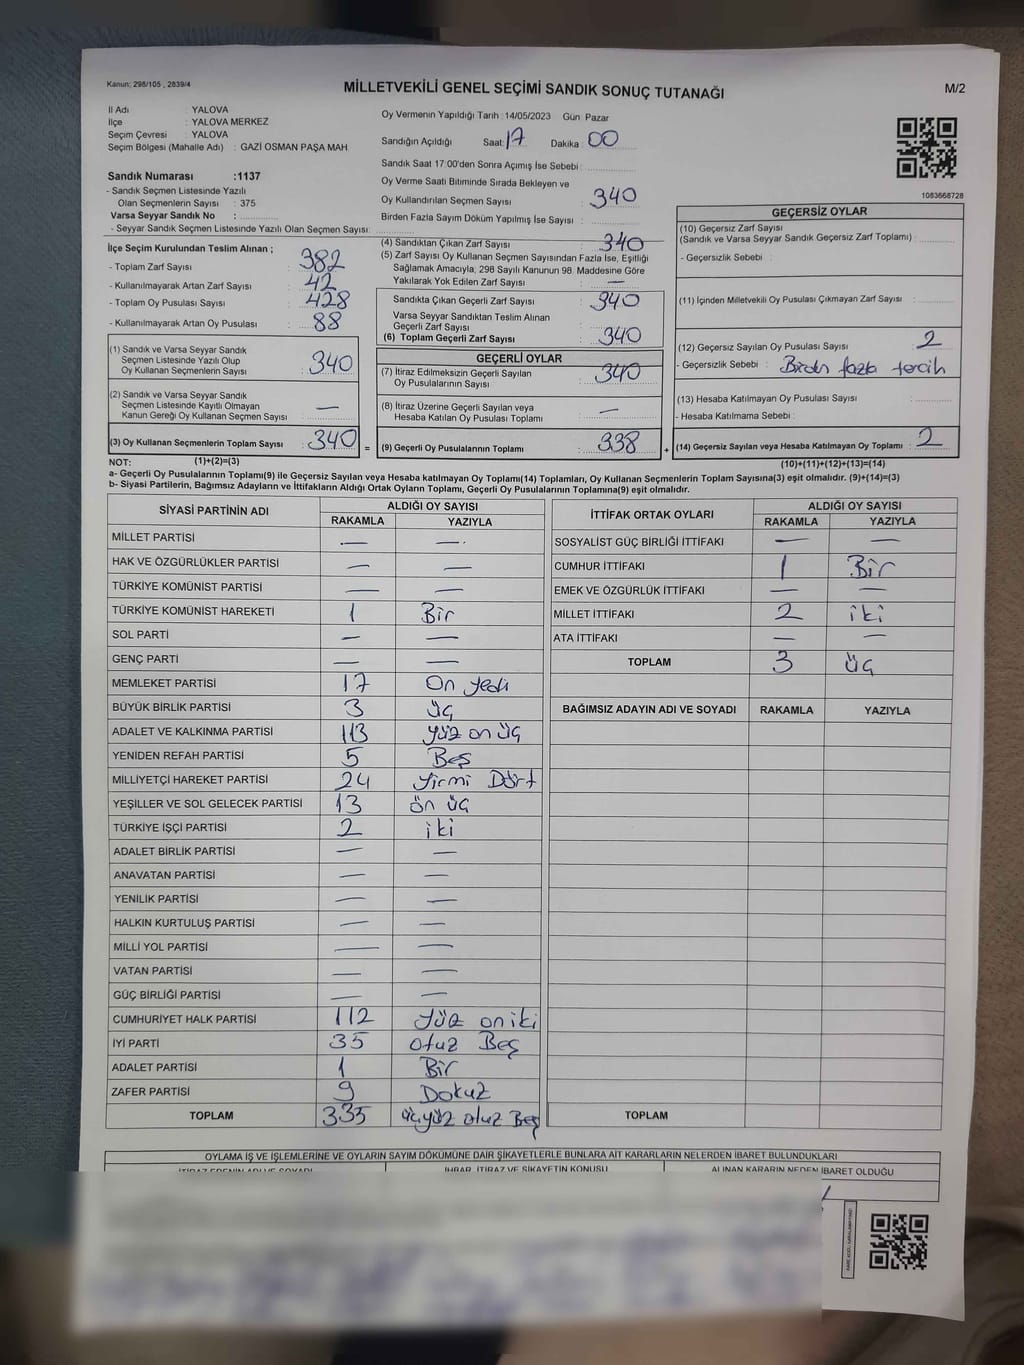 Kanun: 298/105 , 2839/4
MİLLETVEKİLİ GENEL SEÇİMİ SANDIK SONUÇ TUTANAĞI
M/2
İl Adı : YALOVA
İlçe : YALOVA MERKEZ
Seçim Çevresi : YALOVA
Seçim Bölgesi (Mahalle Adı) : GAZİ OSMAN PAŞA MAH
Sandık Numarası :1137
- Sandık Seçmen Listesinde Yazılı
Olan Seçmenlerin Sayısı : 375
Varsa Seyyar Sandık No :
- Seyyar Sandık Seçmen Listesinde Yazılı Olan Seçmen Sayısı:
Oy Vermenin Yapıldığı Tarih :14/05/2023 Gün Pazar
Sandığın Açıldığı Saat: 17 Dakika: 00
Sandık Saat 17:00'den Sonra Açımış İse Sebebi :
Oy Verme Saati Bitiminde Sırada Bekleyen ve
Oy Kullandırılan Seçmen Sayısı : 340
Birden Fazla Sayım Döküm Yapılmış İse Sayısı :
1083668728
İlçe Seçim Kurulundan Teslim Alınan ;
- Toplam Zarf Sayısı : 382
- Kullanılmayarak Artan Zarf Sayısı : 42
- Toplam Oy Pusulası Sayısı : 428
- Kullanılmayarak Artan Oy Pusulası : 88
(4) Sandıktan Çıkan Zarf Sayısı : 340
(5) Zarf Sayısı Oy Kullanan Seçmen Sayısından Fazla İse, Eşitliği
Sağlamak Amacıyla, 298 Sayılı Kanunun 98. Maddesine Göre
Yakılarak Yok Edilen Zarf Sayısı : —
Sandıkta Çıkan Geçerli Zarf Sayısı : 340
Varsa Seyyar Sandıktan Teslim Alınan
Geçerli Zarf Sayısı :
(6) Toplam Geçerli Zarf Sayısı : 340
GEÇERSİZ OYLAR
(10) Geçersiz Zarf Sayısı
(Sandık ve Varsa Seyyar Sandık Geçersiz Zarf Toplamı) :
- Geçersizlik Sebebi :
(11) İçinden Milletvekili Oy Pusulası Çıkmayan Zarf Sayısı :
(12) Geçersiz Sayılan Oy Pusulası Sayısı : 2
- Geçersizlik Sebebi : Birden fazla tercih
(13) Hesaba Katılmayan Oy Pusulası Sayısı :
- Hesaba Katılmama Sebebi :
(14) Geçersiz Sayılan veya Hesaba Katılmayan Oy Toplamı : 2
(10)+(11)+(12)+(13)=(14)
(1) Sandık ve Varsa Seyyar Sandık
Seçmen Listesinde Yazılı Olup
Oy Kullanan Seçmenlerin Sayısı : 340
(2) Sandık ve Varsa Seyyar Sandık
Seçmen Listesinde Kayıtlı Olmayan
Kanun Gereği Oy Kullanan Seçmen Sayısı : —
(3) Oy Kullanan Seçmenlerin Toplam Sayısı : 340 =
(1)+(2)=(3)
GEÇERLİ OYLAR
(7) İtiraz Edilmeksizin Geçerli Sayılan
Oy Pusulalarının Sayısı : 340
(8) İtiraz Üzerine Geçerli Sayılan veya
Hesaba Katılan Oy Pusulası Toplamı : —
(9) Geçerli Oy Pusulalarının Toplamı : 338 +
NOT:
a- Geçerli Oy Pusulalarının Toplamı(9) ile Geçersiz Sayılan veya Hesaba katılmayan Oy Toplamı(14) Toplamları, Oy Kullanan Seçmenlerin Toplam Sayısına(3) eşit olmalıdır. (9)+(14)=(3)
b- Siyasi Partilerin, Bağımsız Adayların ve İttifakların Aldığı Ortak Oyların Toplamı, Geçerli Oy Pusulalarının Toplamına(9) eşit olmalıdır.
SİYASİ PARTİNİN ADI ALDIĞI OY SAYISI
RAKAMLA YAZIYLA
MİLLET PARTİSİ — —
HAK VE ÖZGÜRLÜKLER PARTİSİ — —
TÜRKİYE KOMÜNİST PARTİSİ — —
TÜRKİYE KOMÜNİST HAREKETİ 1 Bir
SOL PARTİ — —
GENÇ PARTİ — —
MEMLEKET PARTİSİ 17 On yedi
BÜYÜK BİRLİK PARTİSİ 3 üç
ADALET VE KALKINMA PARTİSİ 113 yüz on üç
YENİDEN REFAH PARTİSİ 5 Beş
MİLLİYETÇİ HAREKET PARTİSİ 24 yirmi Dört
YEŞİLLER VE SOL GELECEK PARTİSİ 13 ön üç
TÜRKİYE İŞÇİ PARTİSİ 2 iki
ADALET BİRLİK PARTİSİ — —
ANAVATAN PARTİSİ — —
YENİLİK PARTİSİ — —
HALKIN KURTULUŞ PARTİSİ — —
MİLLİ YOL PARTİSİ — —
VATAN PARTİSİ — —
GÜÇ BİRLİĞİ PARTİSİ — —
CUMHURİYET HALK PARTİSİ 112 yüz on iki
İYİ PARTİ 35 otuz Beş
ADALET PARTİSİ 1 Bir
ZAFER PARTİSİ 9 Dokuz
TOPLAM 335 üçyüz otuz Beş
İTTİFAK ORTAK OYLARI ALDIĞI OY SAYISI
RAKAMLA YAZIYLA
SOSYALİST GÜÇ BİRLİĞİ İTTİFAKI — —
CUMHUR İTTİFAKI 1 Bir
EMEK VE ÖZGÜRLÜK İTTİFAKI — —
MİLLET İTTİFAKI 2 iki
ATA İTTİFAKI — —
TOPLAM 3 üç
BAĞIMSIZ ADAYIN ADI VE SOYADI RAKAMLA YAZIYLA
TOPLAM
OYLAMA İŞ VE İŞLEMLERİNE VE OYLARIN SAYIM DÖKÜMÜNE DAİR ŞİKAYETLERLE BUNLARA AİT KARARLARIN NELERDEN İBARET BULUNDUKLARI
İTİRAZ EDENİN ADI VE SOYADI İHBAR, İTİRAZ VE ŞİKAYETİN KONUSU ALINAN KARARIN NEDEN İBARET OLDUĞU